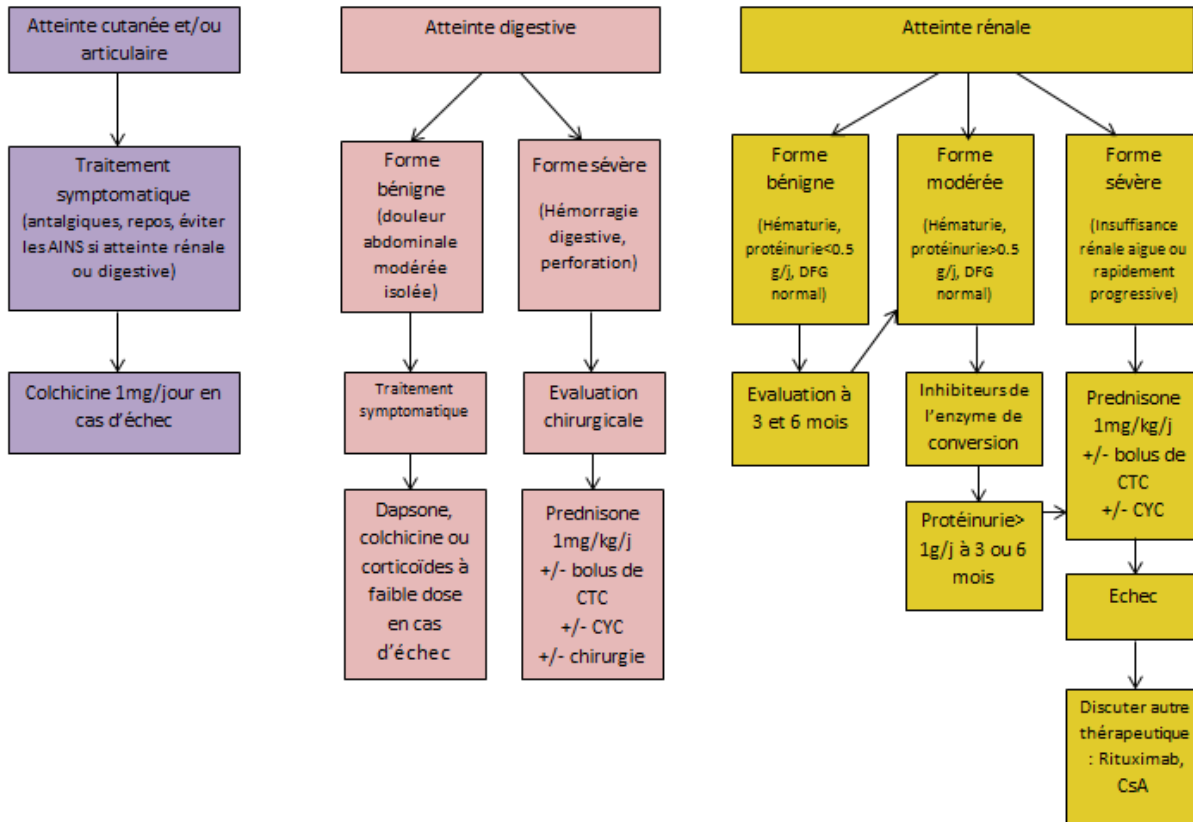 Atteinte cutanée et/ou
articulaire
Traitement
symptomatique
(antalgiques, repos, éviter
les AINS si atteinte rénale
ou digestive)
Colchicine 1mg/jour en
cas d'échec
Atteinte digestive
Forme
bénigne
(douleur
abdominale
modérée
isolée)
Traitement
symptomatique
Dapsone,
colchicine ou
corticoïdes à
faible dose
en cas
d'échec
Forme sévère
(Hémorragie
digestive,
perforation)
Evaluation
chirurgicale
Prednisone
1mg/kg/j
+/- bolus de
CTC
+/- CYC
+/- chirurgie
Atteinte rénale
Forme
bénigne
(Hématurie,
protéinurie<0.5
g/j, DFG
normal)
Evaluation à
3 et 6 mois
Forme
modérée
(Hématurie,
protéinurie>0.5
g/j, DFG
normal)
Inhibiteurs de
l'enzyme de
conversion
Protéinurie>
1g/j à 3 ou 6
mois
Forme
sévère
(Insuffisance
rénale aigue ou
rapidement
progressive)
Prednisone
1mg/kg/j
+/- bolus de
CTC
+/- CYC
Echec
Discuter autre
thérapeutique
: Rituximab,
CsA